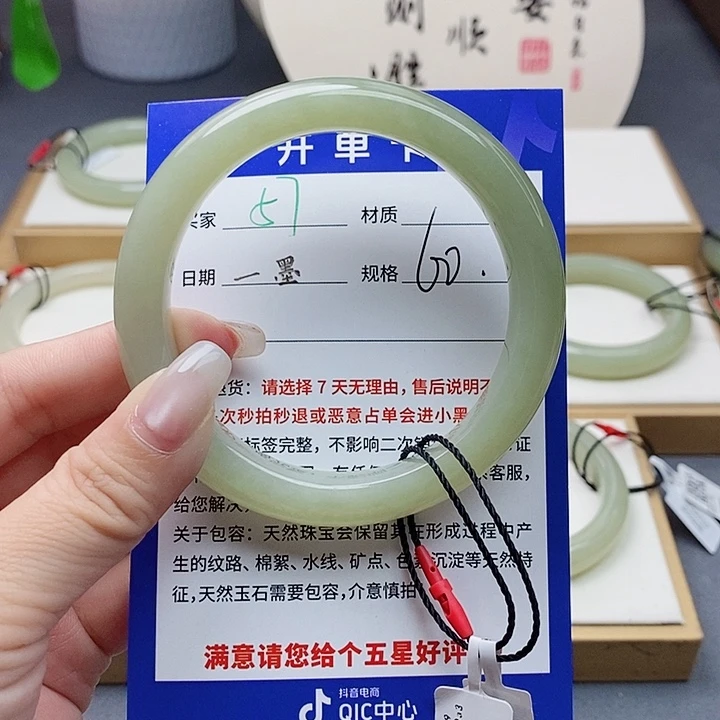 顺
开单卡
买家 57 材质
日期 一墨 规格 60.
退货：请选择7天无理由，售后说明不
次秒拍秒退或恶意占单会进小黑
标签完整，不影响二次
证
客服，
给您解决
关于包容：天然珠宝会保留其在形成过程中产
生的纹路、棉絮、水线、矿点、色素沉淀等天然特
征，天然玉石需要包容，介意慎拍
满意请您给个五星好评
抖音电商
QIC中心